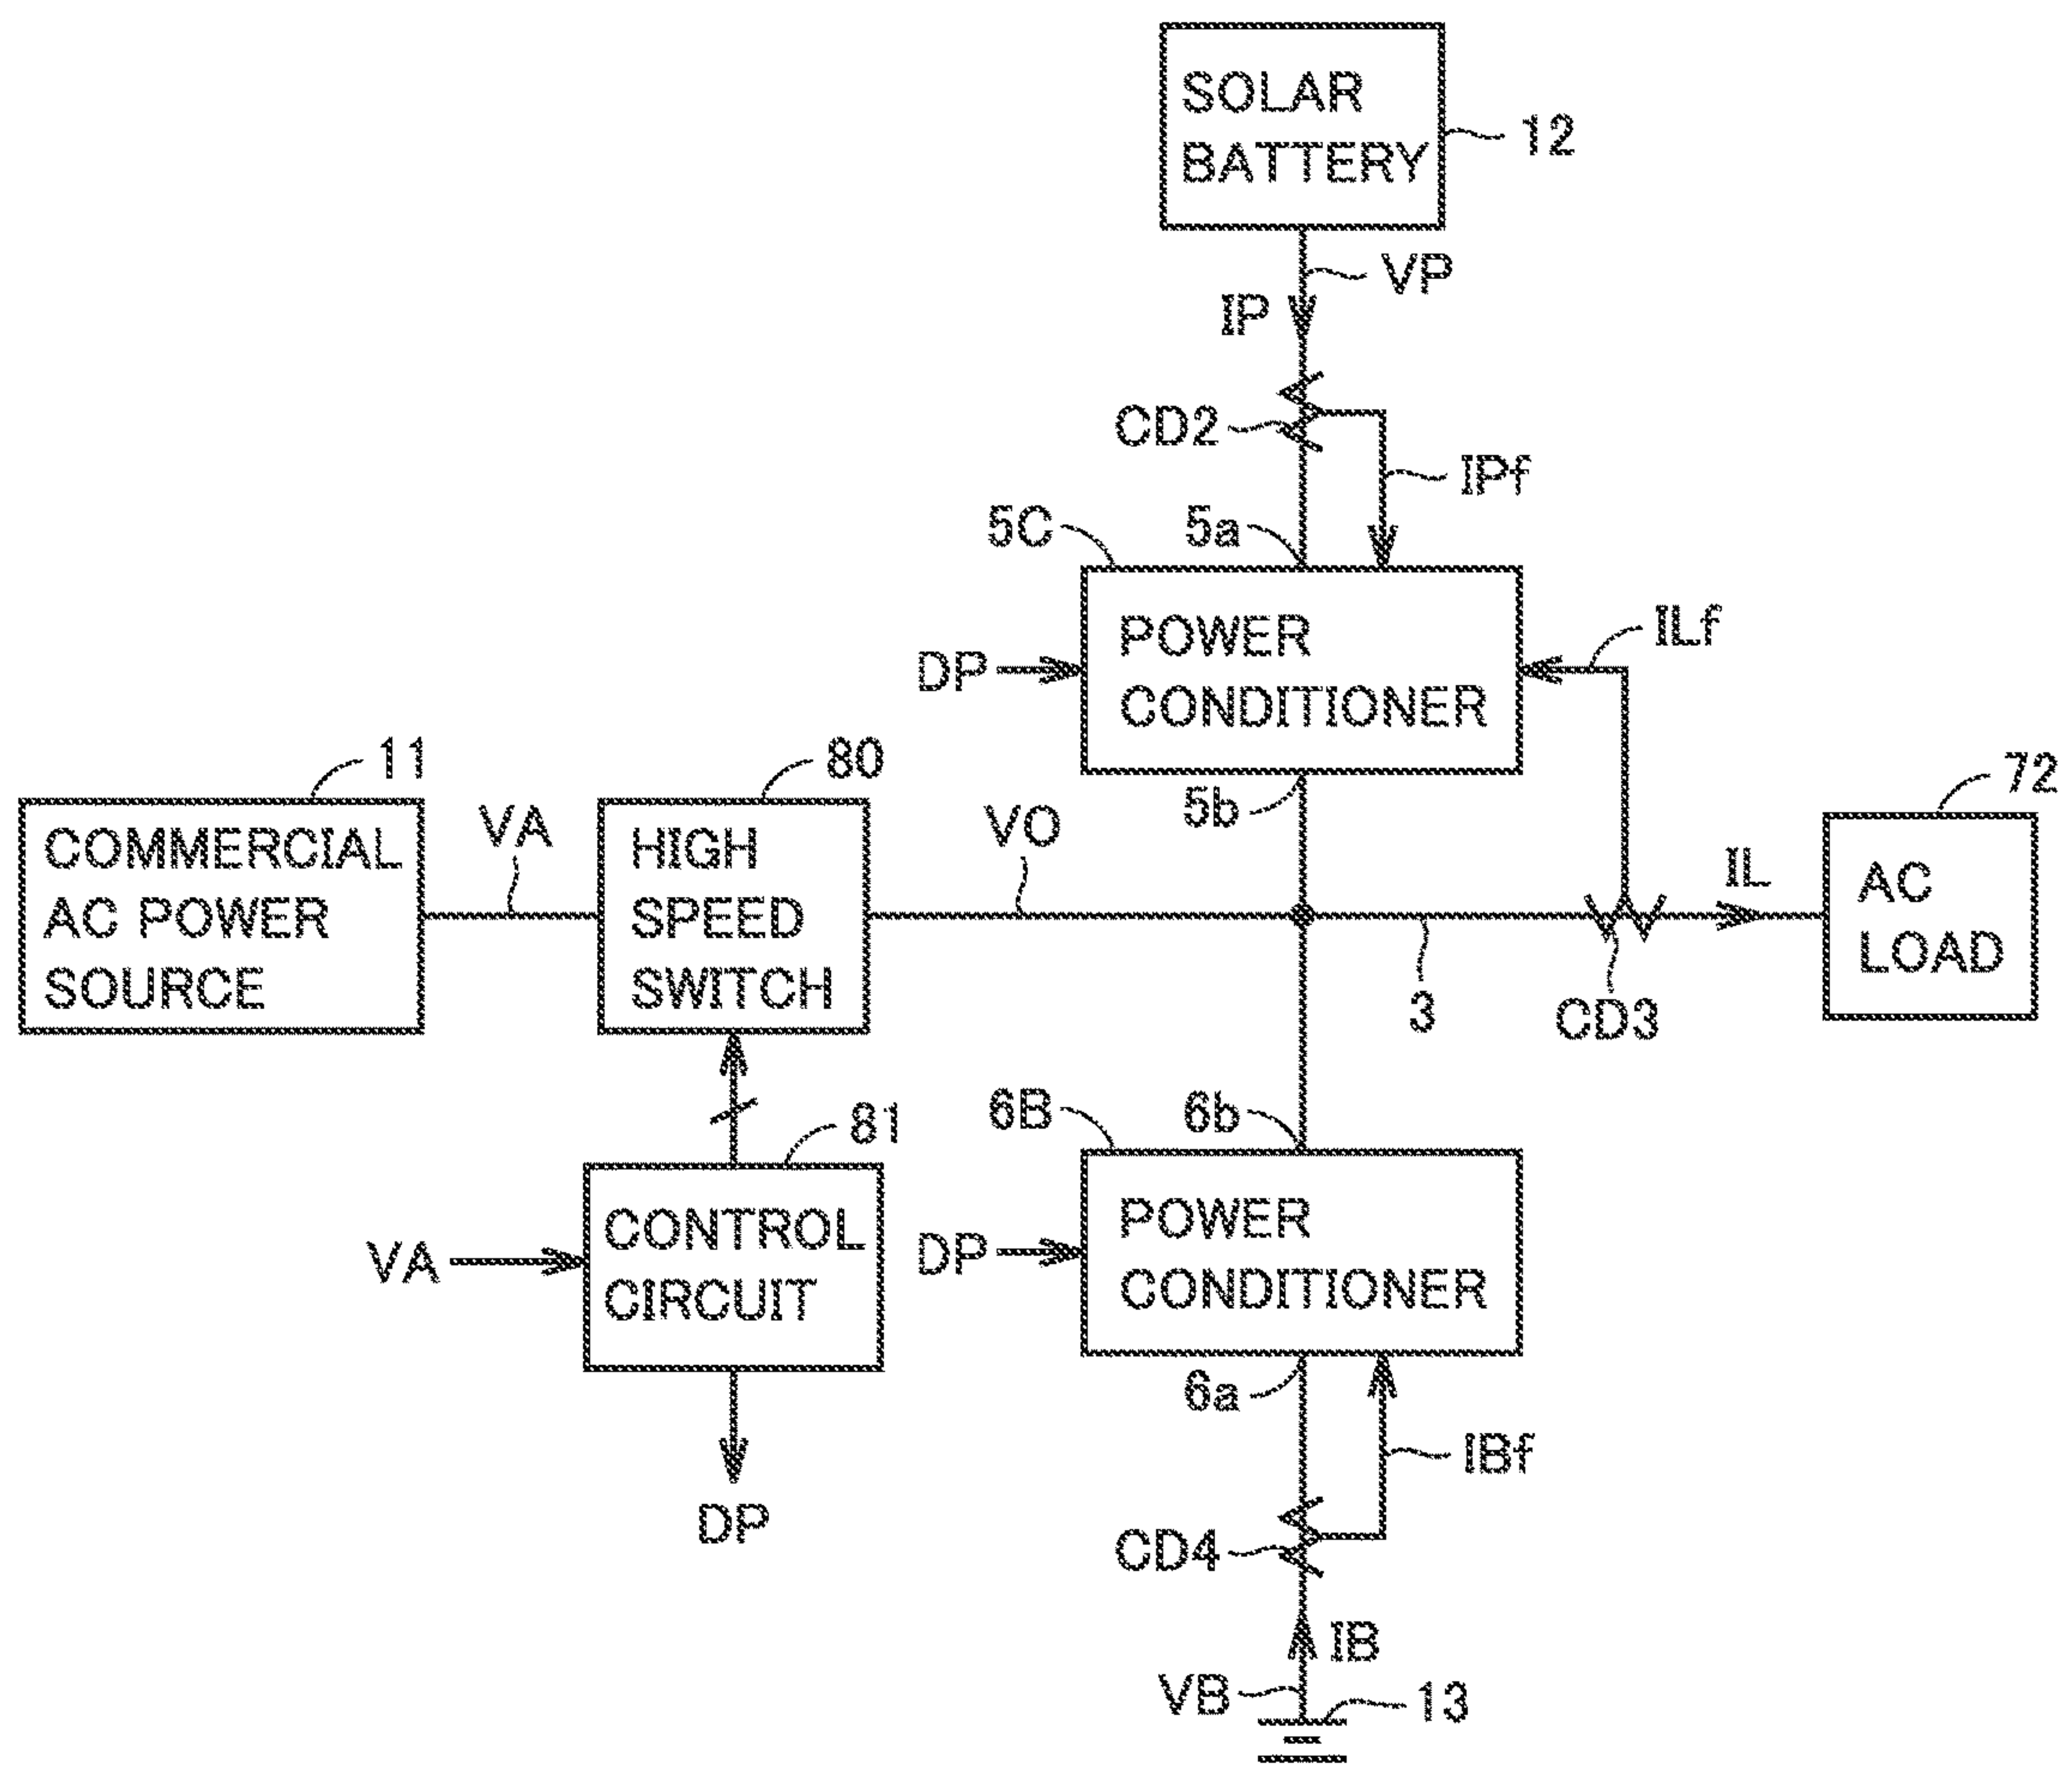 SOLAR
BATTERY
12
VP
IP
CD2
IPf
5C
5a
POWER
CONDITIONER
DP
ILf
5b
11
COMMERCIAL
AC POWER
SOURCE
VA
80
HIGH
SPEED
SWITCH
VO
3
CD3
IL
72
AC
LOAD
81
CONTROL
CIRCUIT
VA
DP
6B
6b
POWER
CONDITIONER
DP
6a
IBf
CD4
IB
VB
13